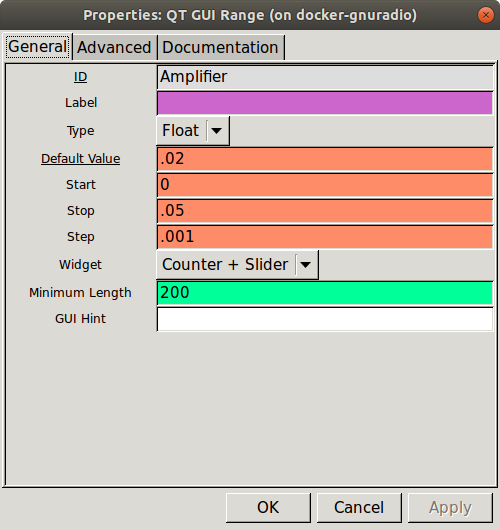 Properties: QT GUI Range (on docker-gnuradio)
General Advanced Documentation
ID Amplifier
Label
Type Float
Default Value .02
Start 0
Stop .05
Step .001
Widget Counter + Slider
Minimum Length 200
GUI Hint
OK Cancel Apply